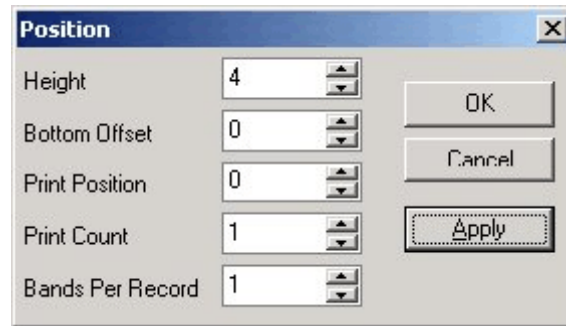 Position
Height 4
OK
Bottom Offset 0
Cancel
Print Position 0
Print Count 1
Apply
Bands Per Record 1